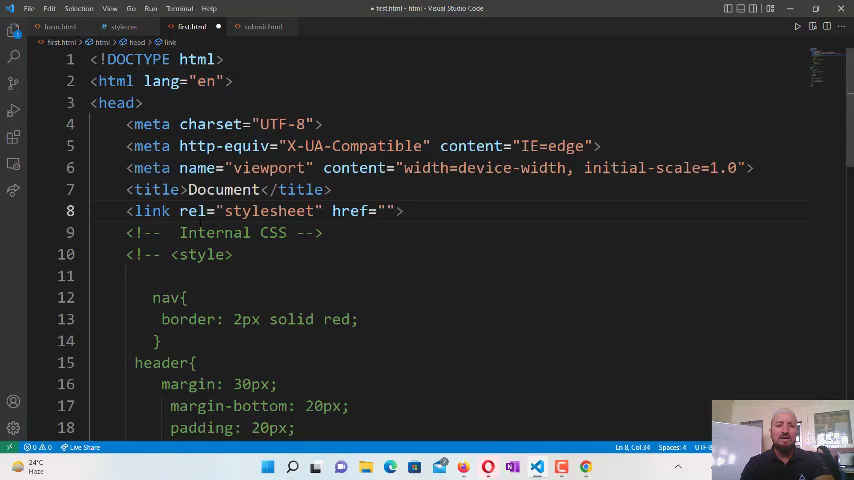 File Edit Selection View Go Run Terminal Help
● first.html - html - Visual Studio Code
form.html style.css first.html ● submit.html
first.html > html > head > link
1 <!DOCTYPE html>
2 <html lang="en">
3 <head>
4 <meta charset="UTF-8">
5 <meta http-equiv="X-UA-Compatible" content="IE=edge">
6 <meta name="viewport" content="width=device-width, initial-scale=1.0">
7 <title>Document</title>
8 <link rel="stylesheet" href="">
9 <!-- Internal CSS -->
10 <!-- <style>
11
12 nav{
13 border: 2px solid red;
14 }
15 header{
16 margin: 30px;
17 margin-bottom: 20px;
18 padding: 20px;
0 0 Live Share Ln 8, Col 34 Spaces: 4 UTF-8
24°C
Haze